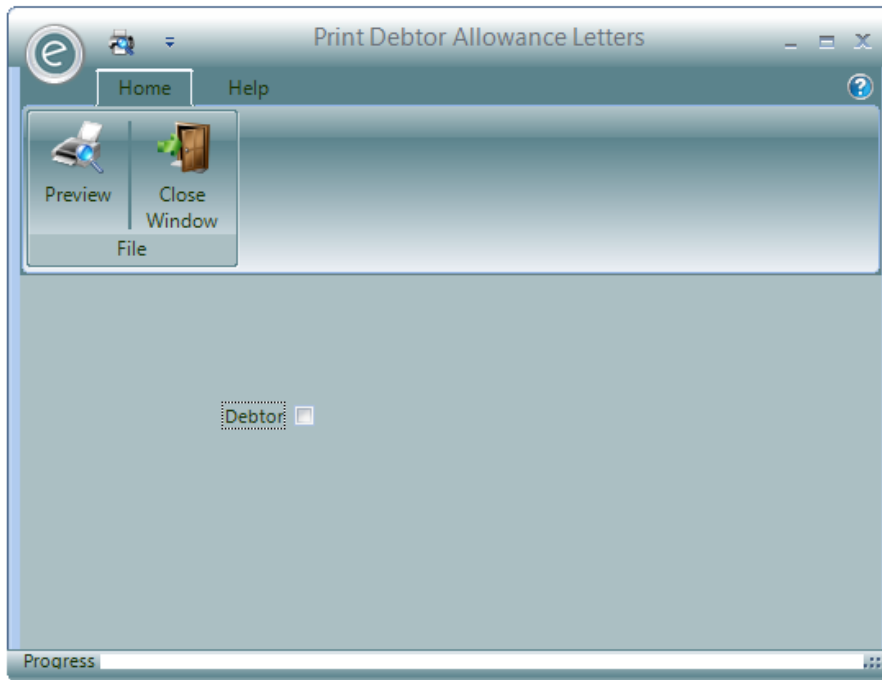 e
Print Debtor Allowance Letters
Home Help
?
Preview Close
Window
File
Debtor
Progress